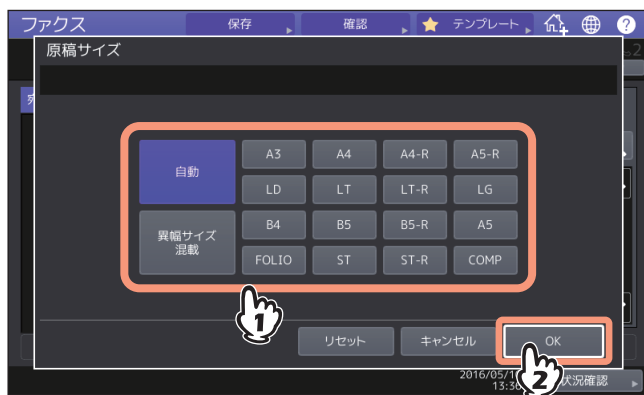 ファクス 保存 確認 テンプレート ?
原稿サイズ
自動 A3 A4 A4-R A5-R
LD LT LT-R LG
異幅サイズ
混載
B4 B5 B5-R A5
FOLIO ST ST-R COMP
1
リセット キャンセル OK
2
2016/05/1
13:3
状況確認